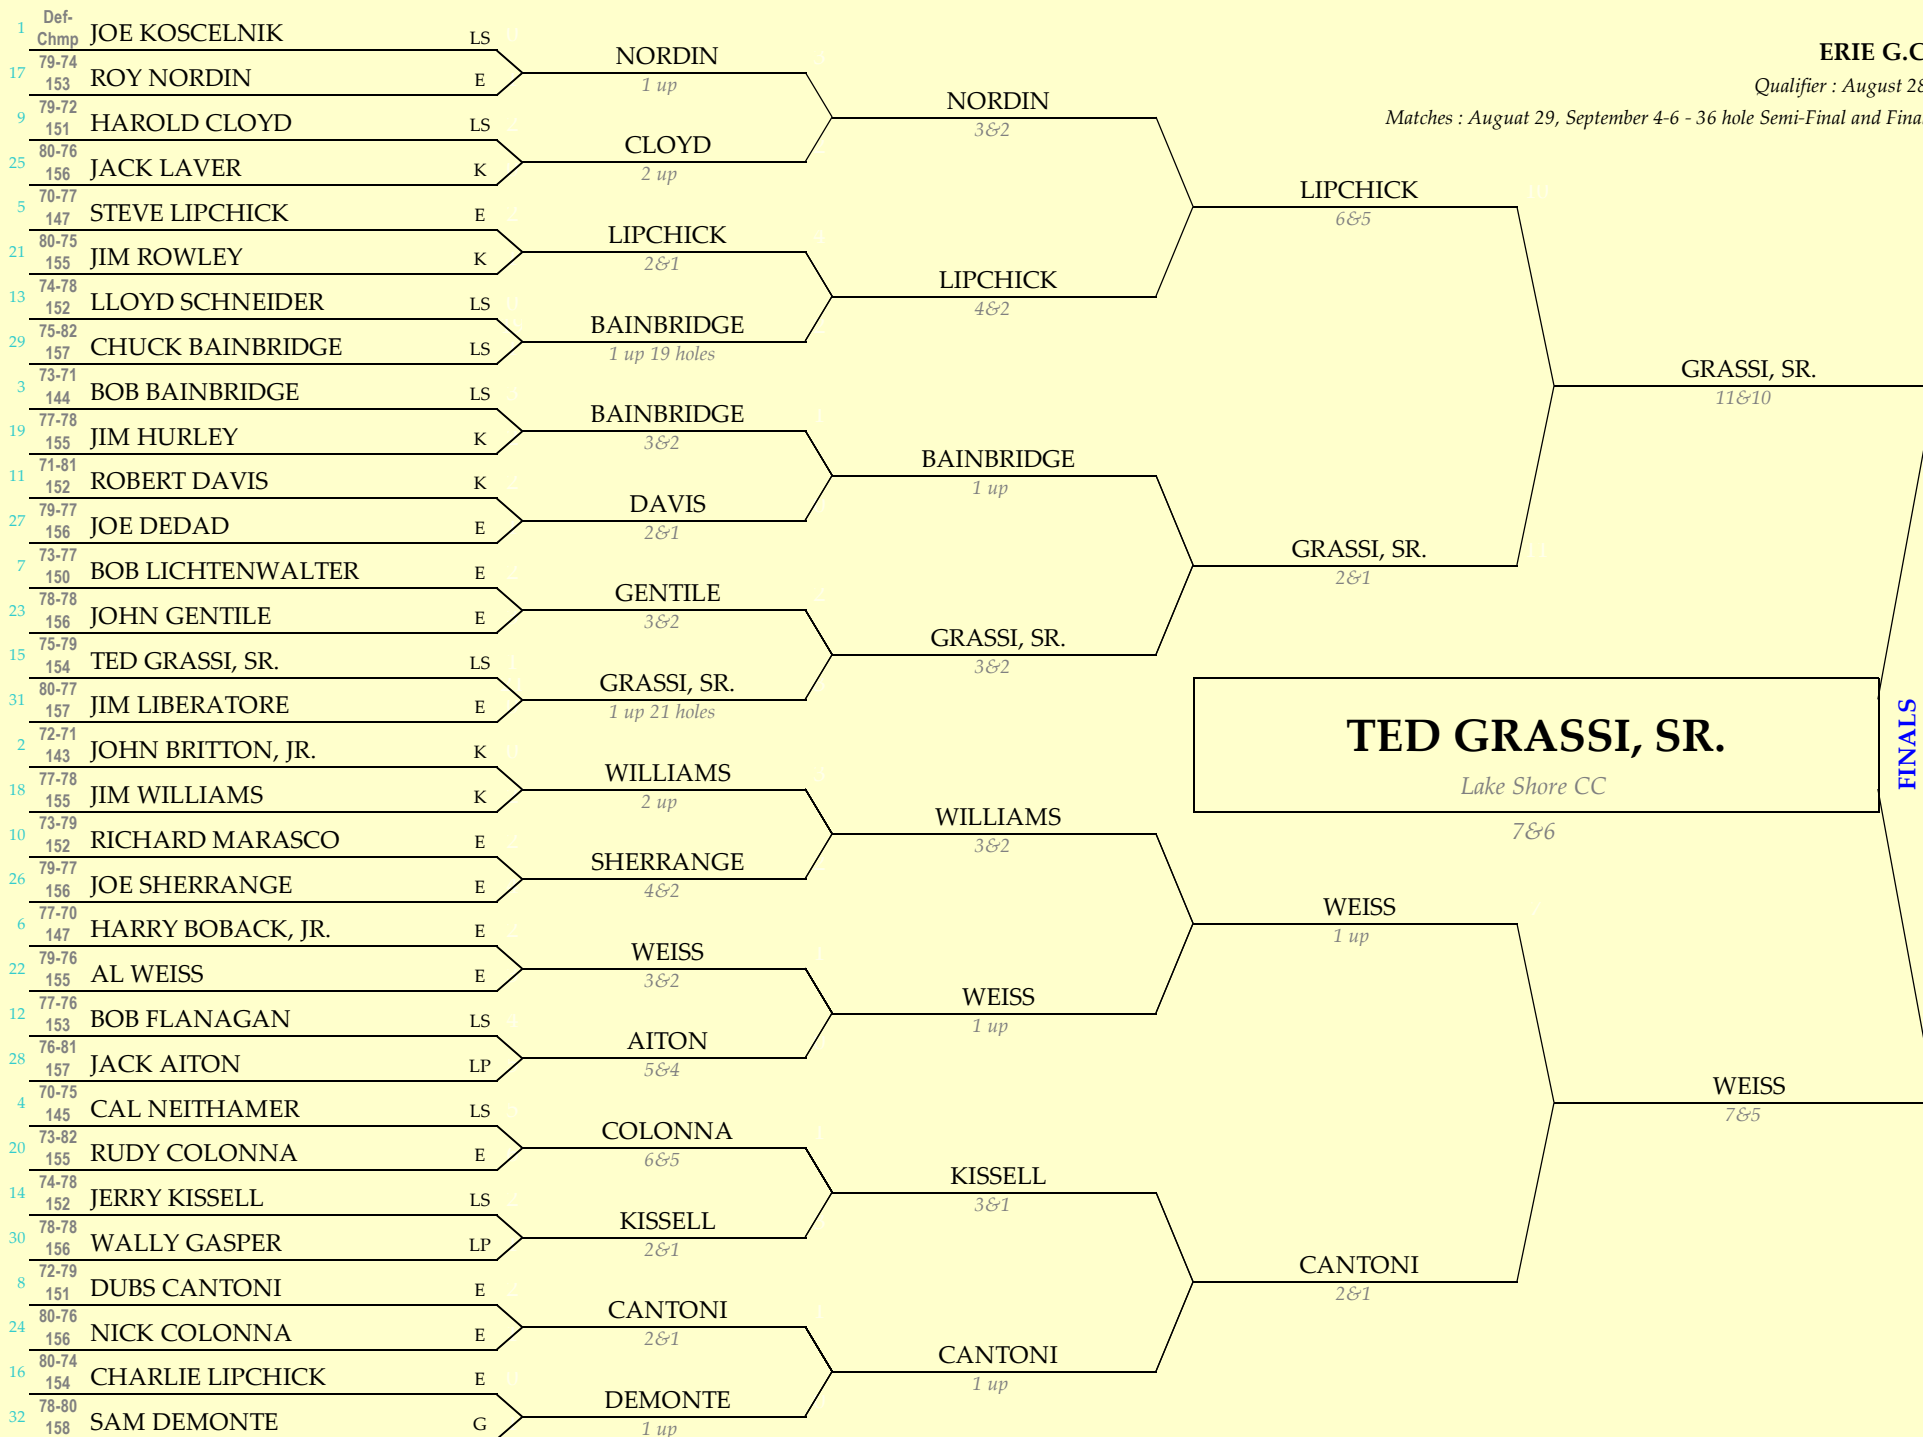 ERIE G.C
Qualifier : August 28
Matches : Auguat 29, September 4-6 - 36 hole Semi-Final and Fina
1 Def-Chmp JOE KOSCELNIK LS
17 79-74 153 ROY NORDIN E
9 79-72 151 HAROLD CLOYD LS
25 80-76 156 JACK LAVER K
5 70-77 147 STEVE LIPCHICK E
21 80-75 155 JIM ROWLEY K
13 74-78 152 LLOYD SCHNEIDER LS
29 75-82 157 CHUCK BAINBRIDGE LS
3 73-71 144 BOB BAINBRIDGE LS
19 77-78 155 JIM HURLEY K
11 71-81 152 ROBERT DAVIS K
27 79-77 156 JOE DEDAD E
7 73-77 150 BOB LICHTENWALTER E
23 78-78 156 JOHN GENTILE E
15 75-79 154 TED GRASSI, SR. LS
31 80-77 157 JIM LIBERATORE E
2 72-71 143 JOHN BRITTON, JR. K
18 77-78 155 JIM WILLIAMS K
10 73-79 152 RICHARD MARASCO E
26 79-77 156 JOE SHERRANGE E
6 77-70 147 HARRY BOBACK, JR. E
22 79-76 155 AL WEISS E
12 77-76 153 BOB FLANAGAN LS
28 76-81 157 JACK AITON LP
4 70-75 145 CAL NEITHAMER LS
20 73-82 155 RUDY COLONNA E
14 74-78 152 JERRY KISSELL LS
30 78-78 156 WALLY GASPER LP
8 72-79 151 DUBS CANTONI E
24 80-76 156 NICK COLONNA E
16 80-74 154 CHARLIE LIPCHICK E
32 78-80 158 SAM DEMONTE G
NORDIN
1 up
CLOYD
2 up
LIPCHICK
2&1
BAINBRIDGE
1 up 19 holes
BAINBRIDGE
3&2
DAVIS
2&1
GENTILE
3&2
GRASSI, SR.
1 up 21 holes
WILLIAMS
2 up
SHERRANGE
4&2
WEISS
3&2
AITON
5&4
COLONNA
6&5
KISSELL
2&1
CANTONI
2&1
DEMONTE
1 up
NORDIN
3&2
LIPCHICK
4&2
BAINBRIDGE
1 up
GRASSI, SR.
3&2
WILLIAMS
3&2
WEISS
1 up
KISSELL
3&1
CANTONI
1 up
LIPCHICK
6&5
GRASSI, SR.
2&1
WEISS
1 up
CANTONI
2&1
GRASSI, SR.
11&10
WEISS
7&5
TED GRASSI, SR.
Lake Shore CC
7&6
FINALS